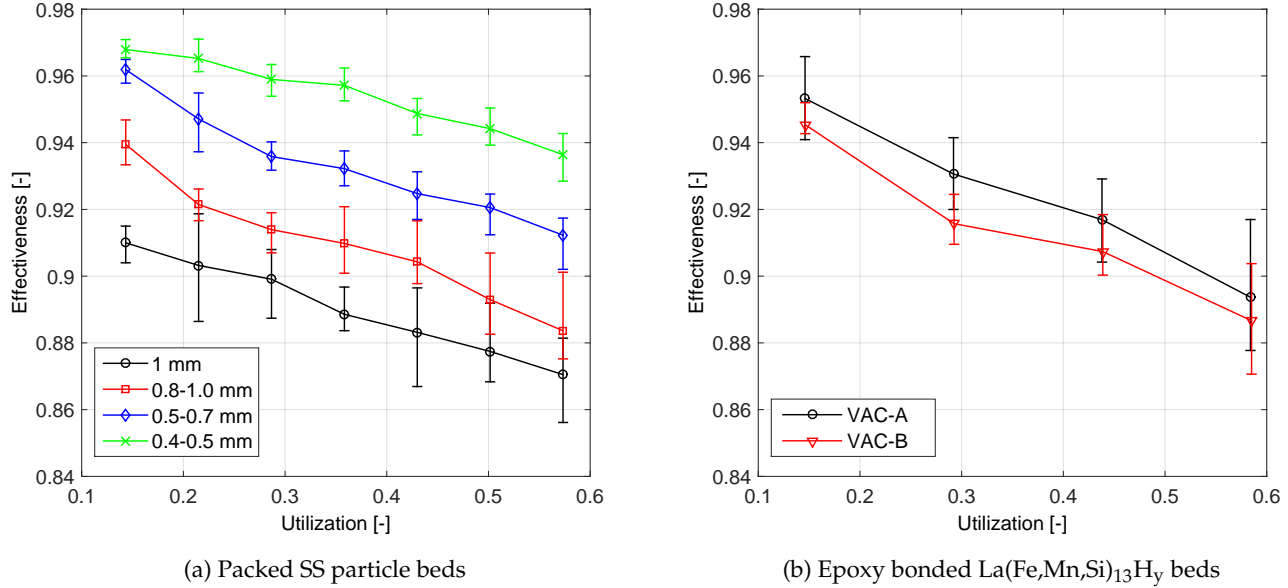 0.98
0.96
0.94
0.92
0.9
0.88
0.86
0.84
Effectiveness [-]
1 mm
0.8-1.0 mm
0.5-0.7 mm
0.4-0.5 mm
0.1 0.2 0.3 0.4 0.5 0.6
Utilization [-]
(a) Packed SS particle beds
0.98
0.96
0.94
0.92
0.9
0.88
0.86
0.84
Effectiveness [-]
VAC-A
VAC-B
0.1 0.2 0.3 0.4 0.5 0.6
Utilization [-]
(b) Epoxy bonded La(Fe,Mn,Si)₁₃Hy beds